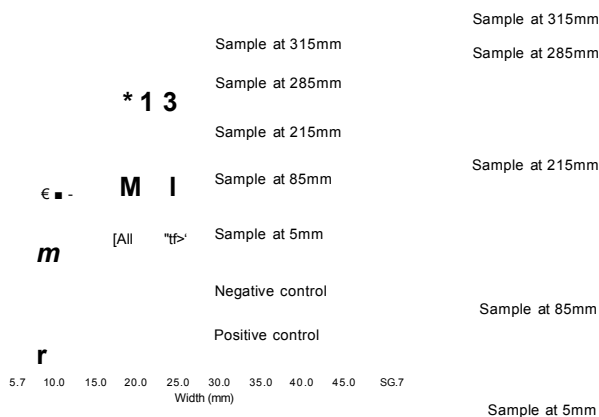 Sample at 315mm
Sample at 315mm
Sample at 285mm
Sample at 285mm
* 1 3
Sample at 215mm
Sample at 215mm
€ ■ -
M I
Sample at 85mm
[All "tf>'
Sample at 5mm
m
Negative control
Sample at 85mm
Positive control
r
5.7 10.0 15.0 20.0 25.0 30.0 35.0 40.0 45.0 SG.7
Width (mm)
Sample at 5mm